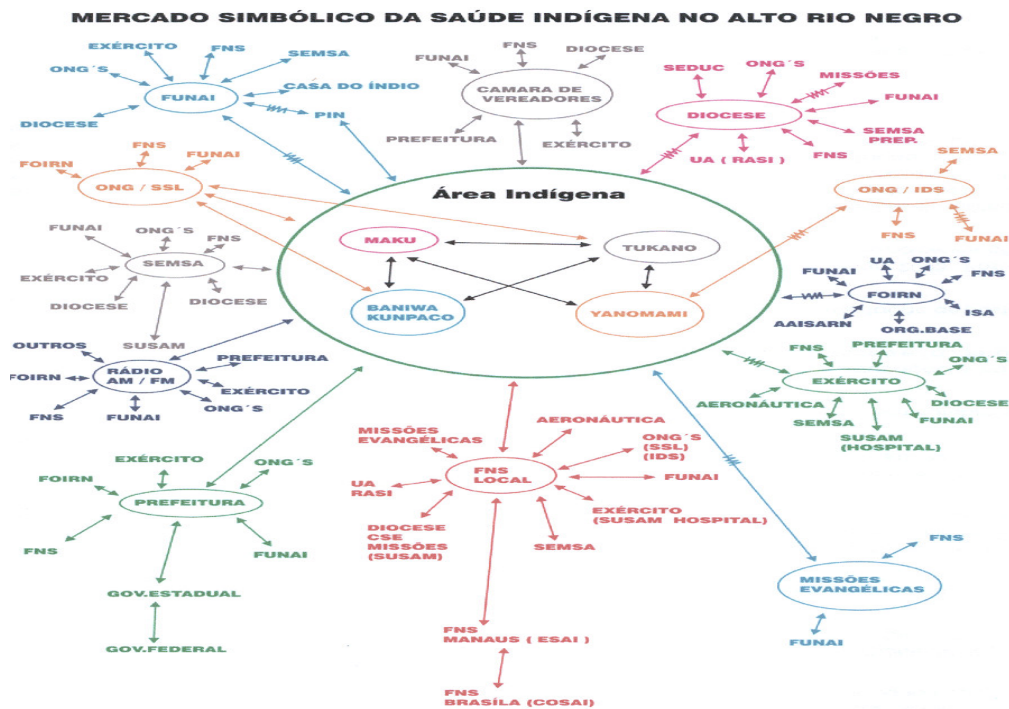 MERCADO SIMBÓLICO DA SAÚDE INDÍGENA NO ALTO RIO NEGRO
EXÉRCITO
FNS
SEMSA
ONG´S
CASA DO ÍNDIO
FUNAI
PIN
DIOCESE
FUNAI
FNS
DIOCESE
CAMARA DE
VEREADORES
PREFEITURA
EXÉRCITO
SEDUC
ONG´S
MISSÕES
DIOCESE
FUNAI
SEMSA
PREP.
UA ( RASI )
FNS
FNS
FOIRN
FUNAI
ONG / SSL
SEMSA
ONG / IDS
FNS
FUNAI
Área Indígena
MAKU
TUKANO
BANIWA
KUNPACO
YANOMAMI
FUNAI
ONG´S
FNS
SEMSA
EXÉRCITO
DIOCESE
DIOCESE
SUSAM
UA
ONG´S
FUNAI
FNS
FOIRN
AAISARN
ISA
ORG.BASE
OUTROS
PREFEITURA
FOIRN
RÁDIO
AM / FM
EXÉRCITO
FNS
FUNAI
ONG´S
FNS
PREFEITURA
ONG´S
EXÉRCITO
AERONÁUTICA
DIOCESE
SEMSA
FUNAI
SUSAM
(HOSPITAL)
EXÉRCITO
ONG´S
FOIRN
PREFEITURA
FNS
FUNAI
GOV.ESTADUAL
GOV.FEDERAL
MISSÕES
EVANGÉLICAS
AERONÁUTICA
ONG´S
(SSL)
(IDS)
FNS
LOCAL
FUNAI
UA
RASI
EXÉRCITO
(SUSAM HOSPITAL)
DIOCESE
CSE
MISSÕES
(SUSAM)
SEMSA
FNS
MANAUS ( ESAI )
FNS
BRASÍLA (COSAI)
FNS
MISSÕES
EVANGÉLICAS
FUNAI